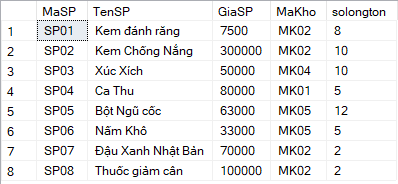 MaSP TenSP GiaSP MaKho solongton
1 SP01 Kem đánh răng 7500 MK02 8
2 SP02 Kem Chống Nắng 300000 MK02 10
3 SP03 Xúc Xích 50000 MK04 10
4 SP04 Ca Thu 80000 MK01 5
5 SP05 Bột Ngũ cốc 63000 MK05 12
6 SP06 Nấm Khô 33000 MK05 5
7 SP07 Đậu Xanh Nhật Bản 70000 MK02 2
8 SP08 Thuốc giảm cân 100000 MK02 2